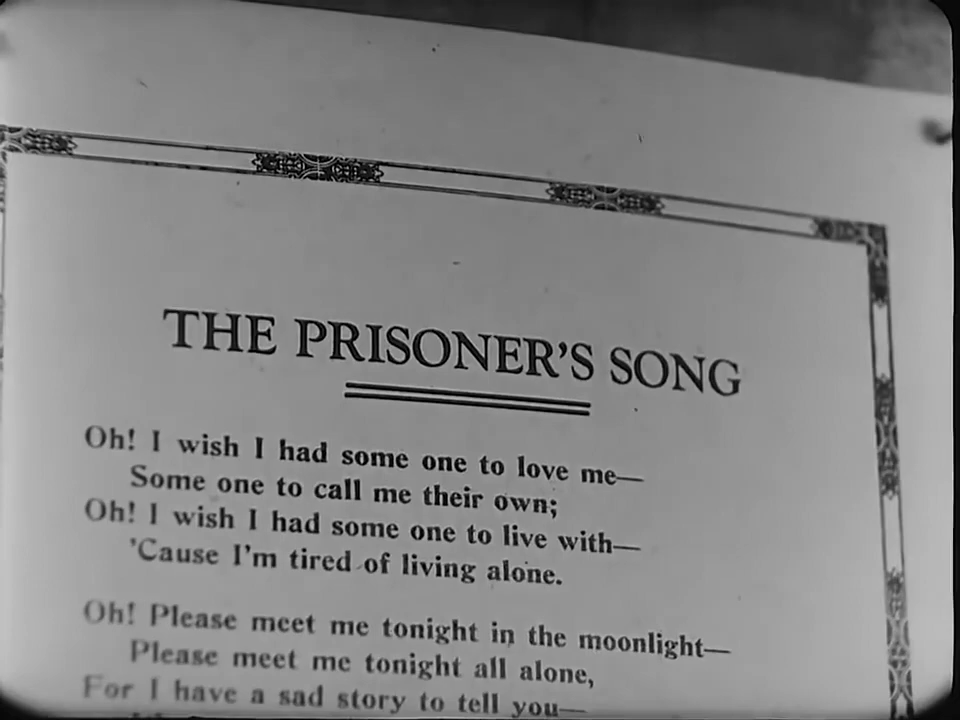 THE PRISONER'S SONG
Oh! I wish I had some one to love me—
Some one to call me their own;
Oh! I wish I had some one to live with—
'Cause I'm tired of living alone.
Oh! Please meet me tonight in the moonlight—
Please meet me tonight all alone,
For I have a sad story to tell you—